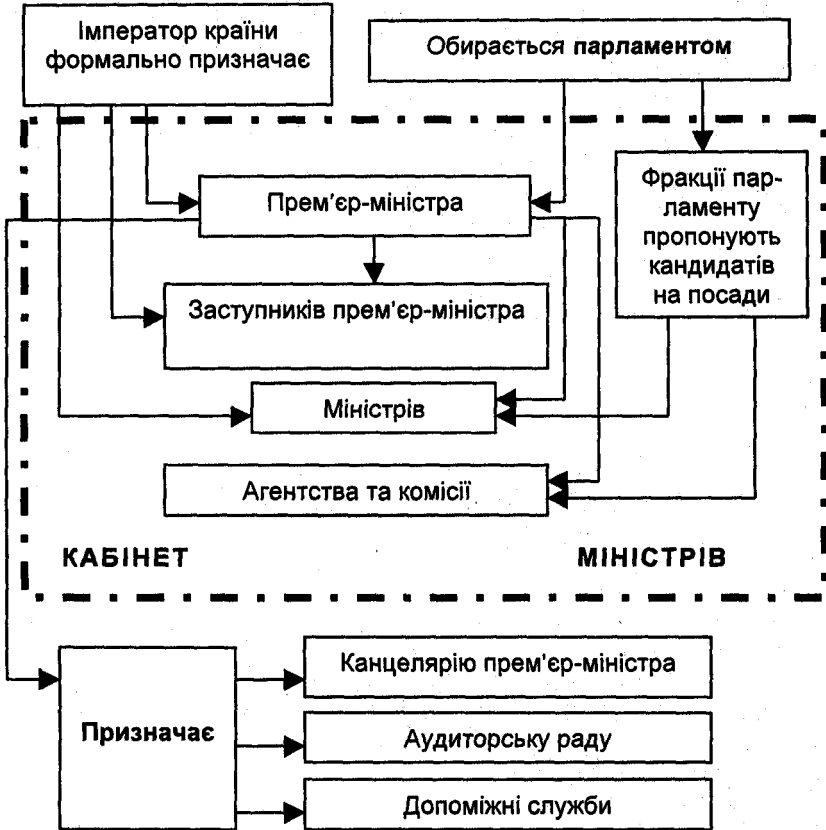 Імператор країни
формально призначає
Обирається парламентом
Прем'єр-міністра
Фракції пар-
ламенту
пропонують
кандидатів
на посади
Заступників прем'єр-міністра
Міністрів
Агентства та комісії
КАБІНЕТ МІНІСТРІВ
Призначає
Канцелярію прем'єр-міністра
Аудиторську раду
Допоміжні служби